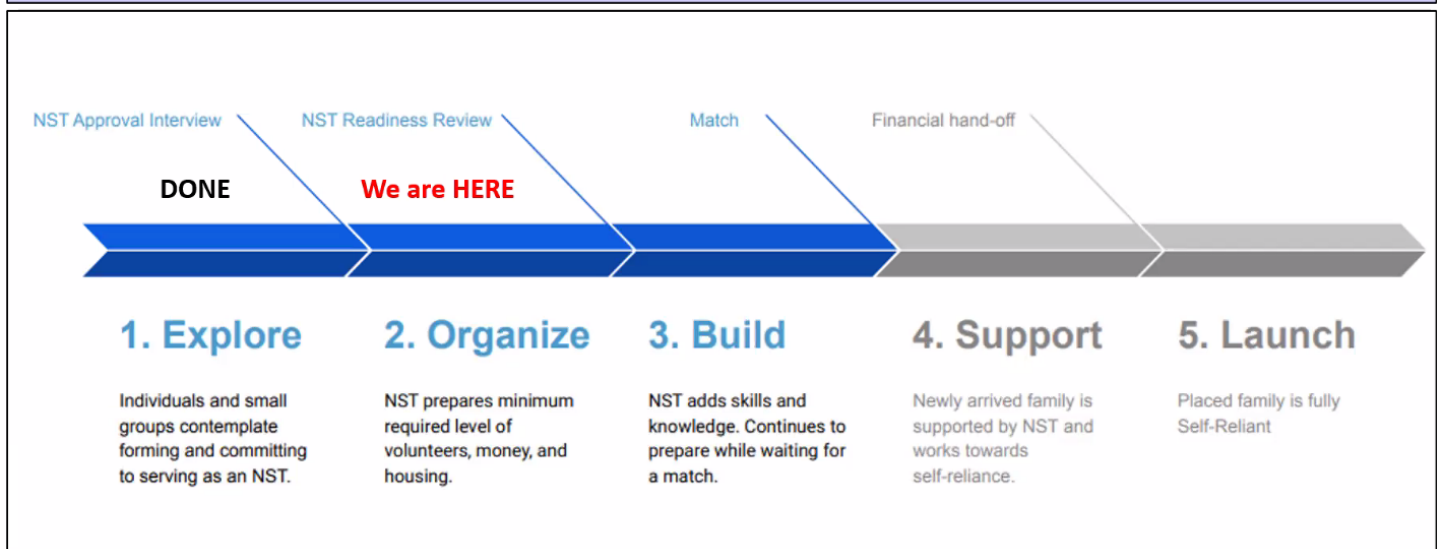 NST Approval Interview
NST Readiness Review
Match
Financial hand-off
DONE
We are HERE
1. Explore
2. Organize
3. Build
4. Support
5. Launch
Individuals and small
groups contemplate
forming and committing
to serving as an NST.
NST prepares minimum
required level of
volunteers, money, and
housing.
NST adds skills and
knowledge. Continues to
prepare while waiting for
a match.
Newly arrived family is
supported by NST and
works towards
self-reliance.
Placed family is fully
Self-Reliant